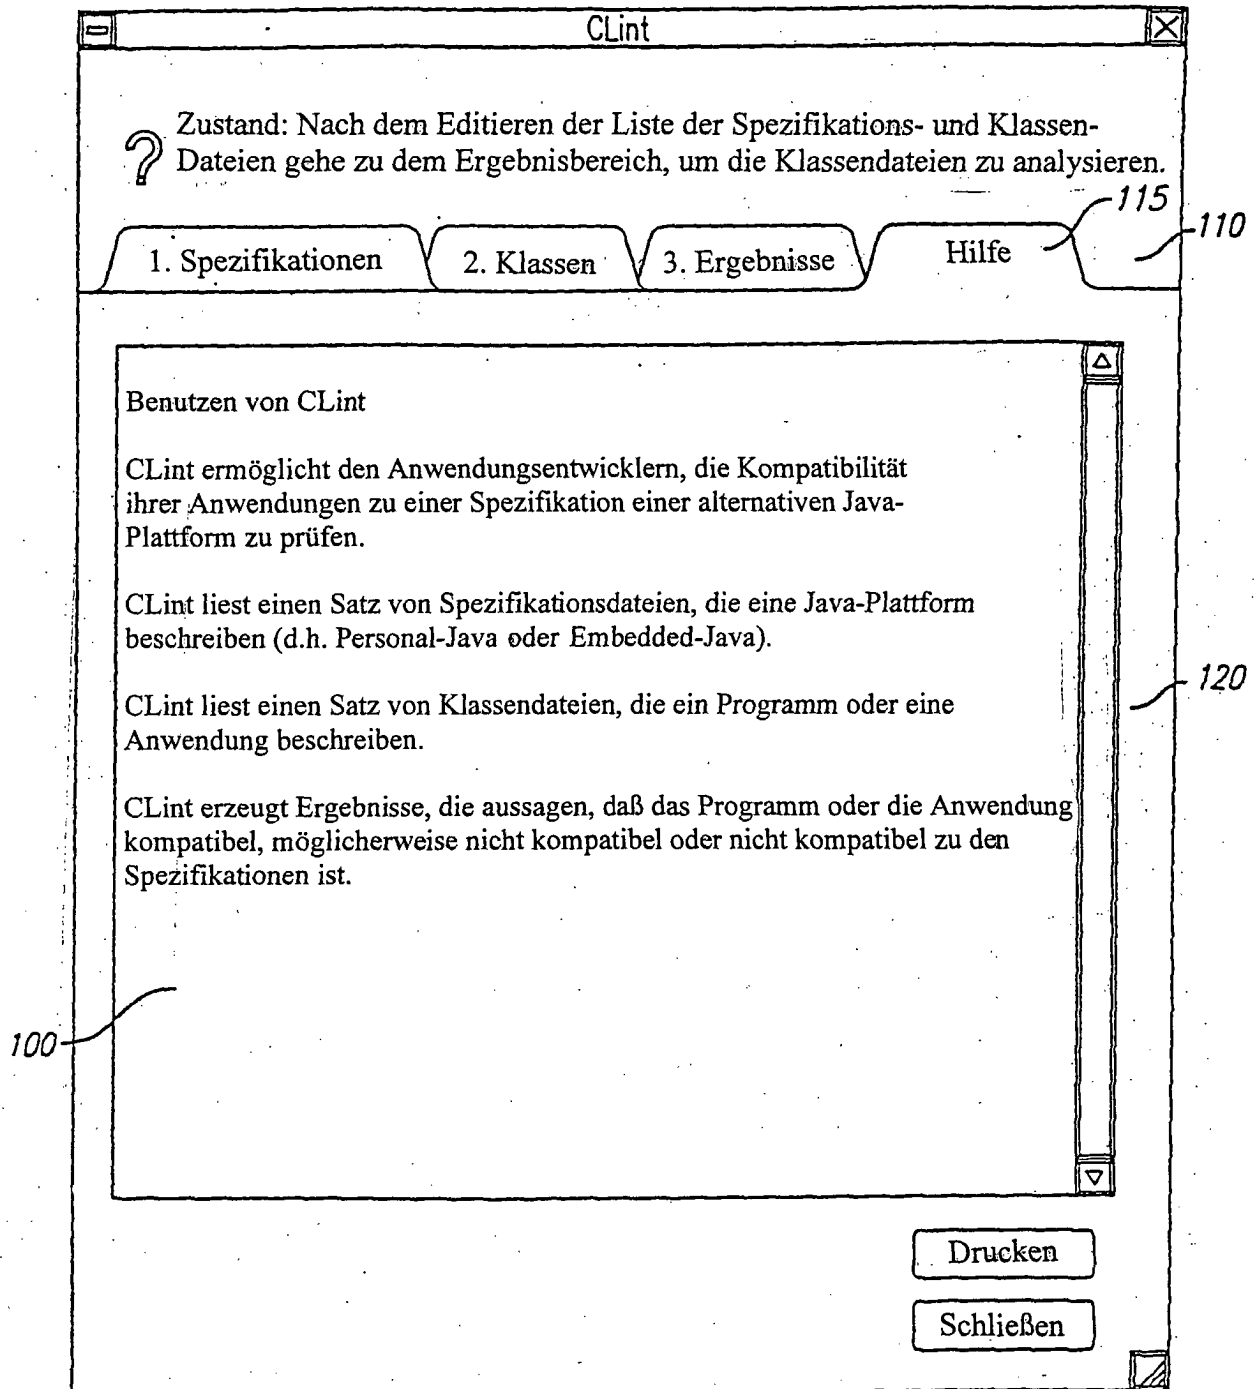 CLint
Zustand: Nach dem Editieren der Liste der Spezifikations- und Klassen-
Dateien gehe zu dem Ergebnisbereich, um die Klassendateien zu analysieren.
115
110
1. Spezifikationen
2. Klassen
3. Ergebnisse
Hilfe
Benutzen von CLint
CLint ermöglicht den Anwendungsentwicklern, die Kompatibilität
ihrer Anwendungen zu einer Spezifikation einer alternativen Java-
Plattform zu prüfen.
CLint liest einen Satz von Spezifikationsdateien, die eine Java-Plattform
beschreiben (d.h. Personal-Java oder Embedded-Java).
120
CLint liest einen Satz von Klassendateien, die ein Programm oder eine
Anwendung beschreiben.
CLint erzeugt Ergebnisse, die aussagen, daß das Programm oder die Anwendung
kompatibel, möglicherweise nicht kompatibel oder nicht kompatibel zu den
Spezifikationen ist.
100
Drucken
Schließen